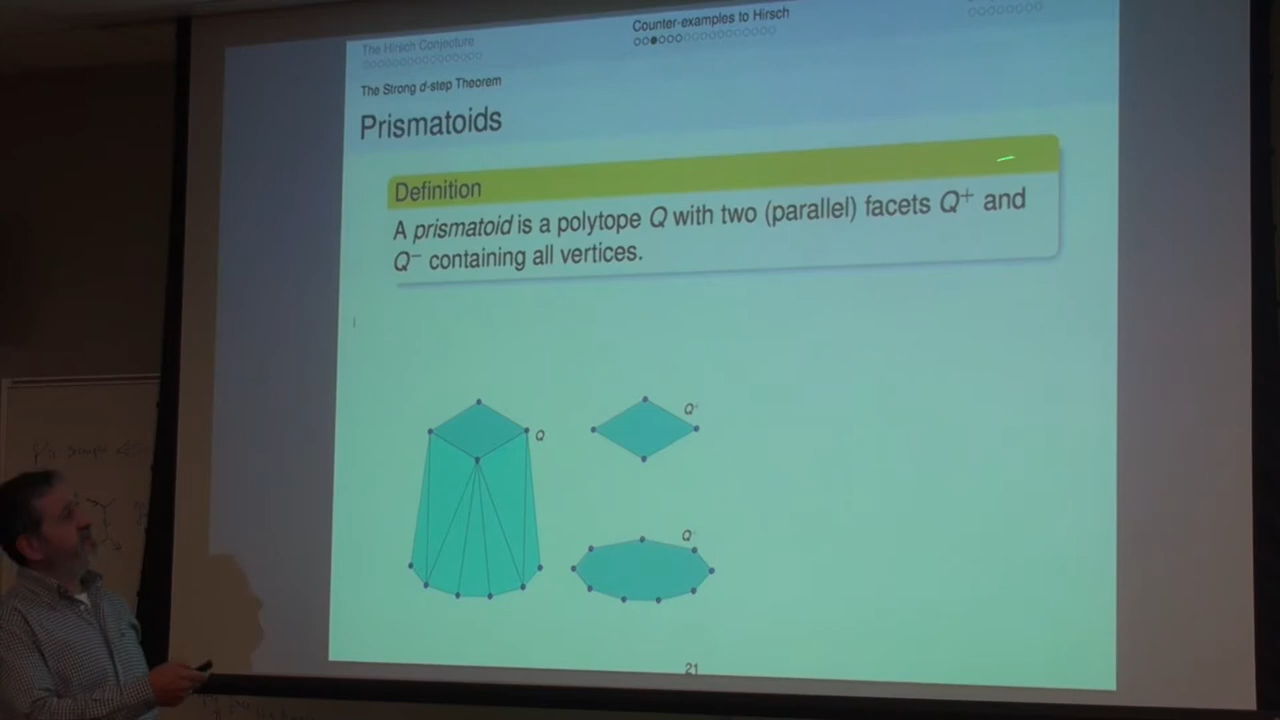 The Hirsch Conjecture
Counter-examples to Hirsch
The Strong d-step Theorem
Prismatoids
Definition
A prismatoid is a polytope Q with two (parallel) facets Q⁺ and
Q⁻ containing all vertices.
Q
Q⁺
Q
21